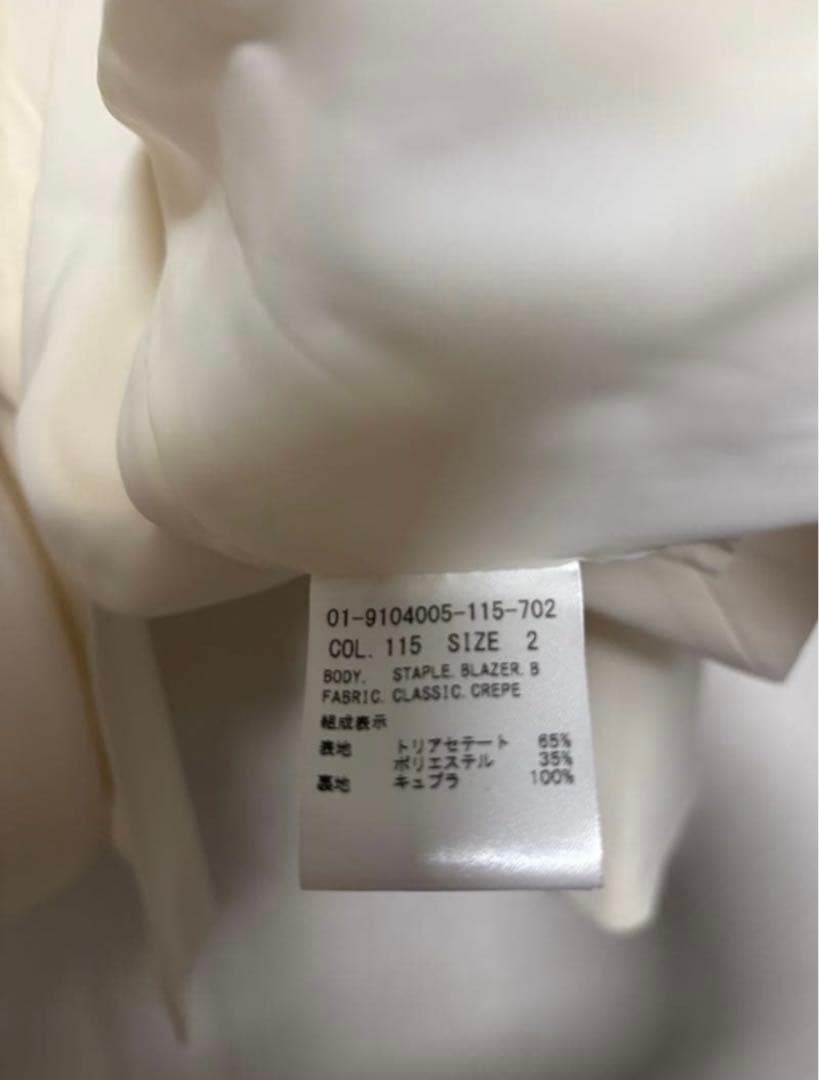 01-9104005-115-702
COL. 115 SIZE 2
BODY. STAPLE. BLAZER. B
FABRIC. CLASSIC. CREPE
組成表示
表地 トリアセテート 65%
ポリエステル 35%
裏地 キュプラ 100%